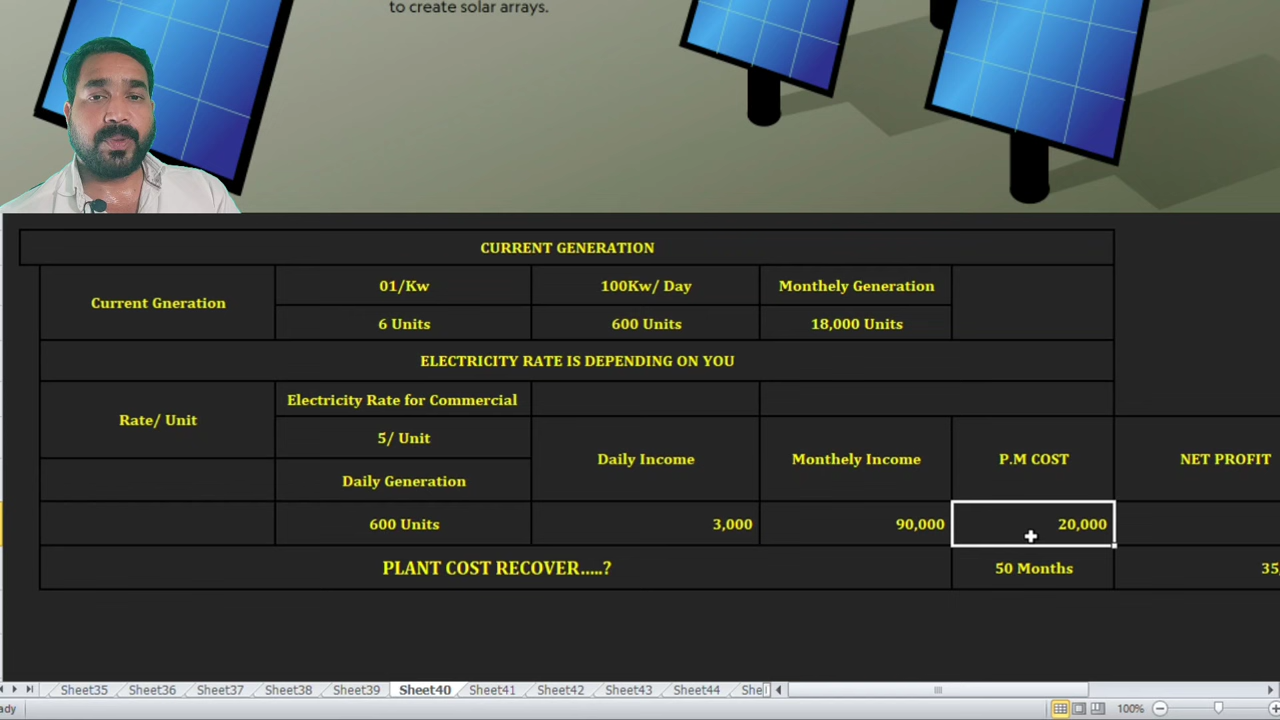 to create solar arrays.
CURRENT GENERATION
Current Gneration
01/Kw
100Kw/ Day
Monthely Generation
6 Units
600 Units
18,000 Units
ELECTRICITY RATE IS DEPENDING ON YOU
Rate/ Unit
Electricity Rate for Commercial
5/ Unit
Daily Income
Monthely Income
P.M COST
NET PROFIT
Daily Generation
600 Units
3,000
90,000
20,000
PLANT COST RECOVER.....?
50 Months
35,
Sheet35 Sheet36 Sheet37 Sheet38 Sheet39 Sheet40 Sheet41 Sheet42 Sheet43 Sheet44 She
ady
100%